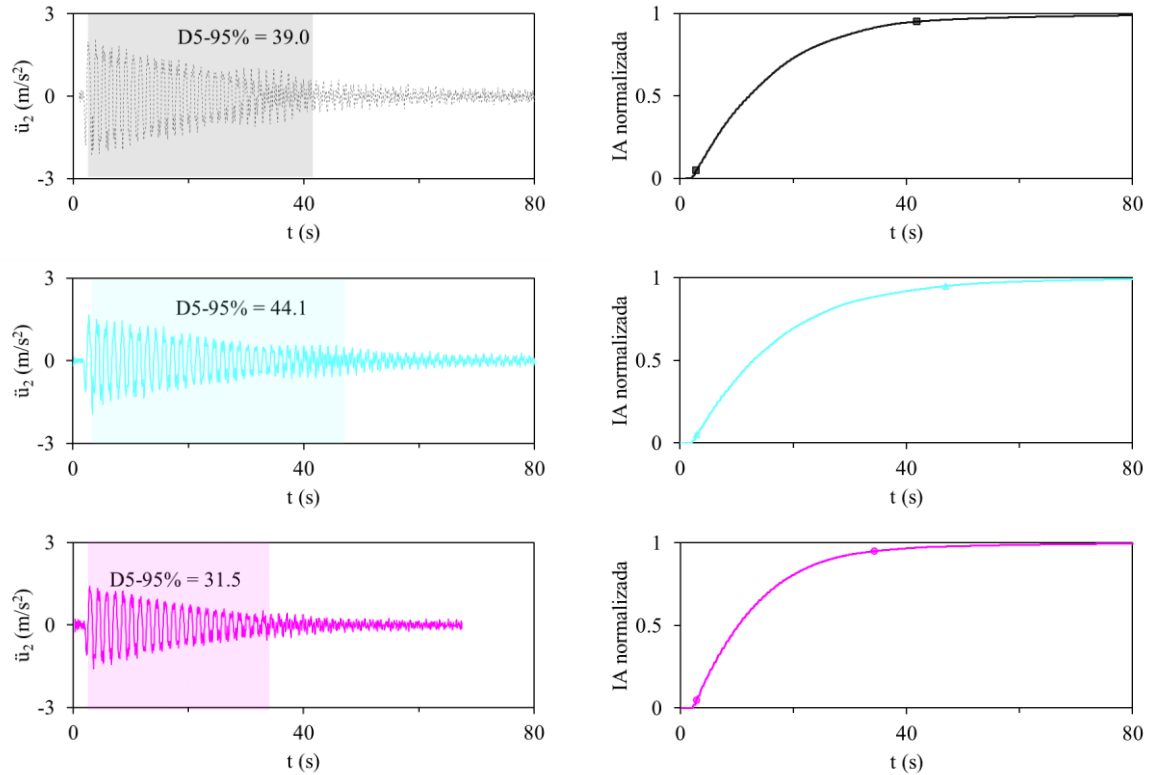 3
D5-95% = 39.0
ü₂ (m/s²)
0
-3
0
40
80
t (s)
1
IA normalizada
0.5
0
0
40
80
t (s)
3
D5-95% = 44.1
ü₂ (m/s²)
0
-3
0
40
80
t (s)
1
IA normalizada
0.5
0
0
40
80
t (s)
3
D5-95% = 31.5
ü₂ (m/s²)
0
-3
0
40
80
t (s)
1
IA normalizada
0.5
0
0
40
80
t (s)